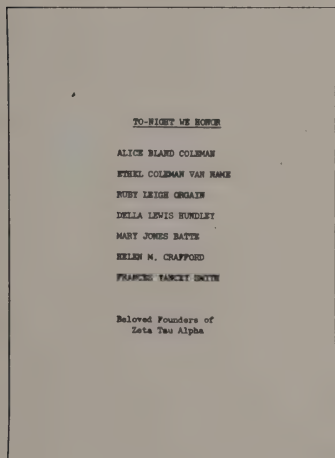 TO-NIGHT WE HONOR
ALICE BLAND COLEMAN
ETHEL COLEMAN VAN NAME
RUBY LEIGH ORGAIN
DELLA LEWIS HUNDLEY
MARY JONES BATTE
HELEN M. CRAFFORD
FRANCES YANCEY SMITH
Beloved Founders of
Zeta Tau Alpha